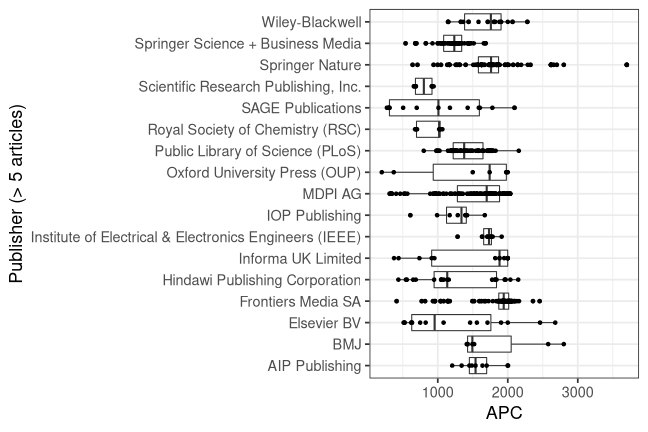 Publisher (> 5 articles)
Wiley-Blackwell
Springer Science + Business Media
Springer Nature
Scientific Research Publishing, Inc.
SAGE Publications
Royal Society of Chemistry (RSC)
Public Library of Science (PLoS)
Oxford University Press (OUP)
MDPI AG
IOP Publishing
Institute of Electrical & Electronics Engineers (IEEE)
Informa UK Limited
Hindawi Publishing Corporation
Frontiers Media SA
Elsevier BV
BMJ
AIP Publishing
1000 2000 3000
APC